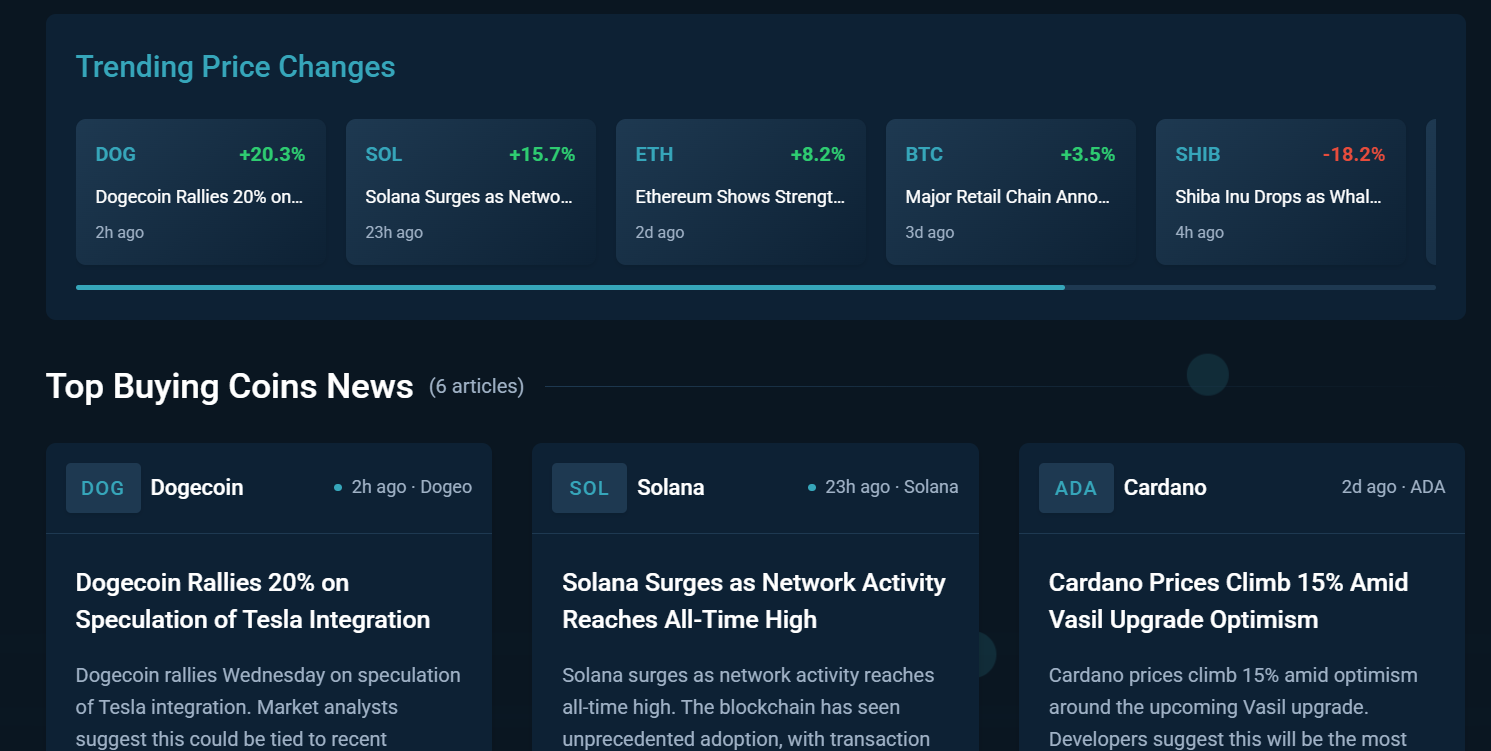 Trending Price Changes
DOG +20.3%
Dogecoin Rallies 20% on...
2h ago
SOL +15.7%
Solana Surges as Netwo...
23h ago
ETH +8.2%
Ethereum Shows Strengt...
2d ago
BTC +3.5%
Major Retail Chain Anno...
3d ago
SHIB -18.2%
Shiba Inu Drops as Whal...
4h ago
Top Buying Coins News (6 articles)
DOG Dogecoin • 2h ago · Dogeo
Dogecoin Rallies 20% on
Speculation of Tesla Integration
Dogecoin rallies Wednesday on speculation
of Tesla integration. Market analysts
suggest this could be tied to recent
SOL Solana • 23h ago · Solana
Solana Surges as Network Activity
Reaches All-Time High
Solana surges as network activity reaches
all-time high. The blockchain has seen
unprecedented adoption, with transaction
ADA Cardano 2d ago · ADA
Cardano Prices Climb 15% Amid
Vasil Upgrade Optimism
Cardano prices climb 15% amid optimism
around the upcoming Vasil upgrade.
Developers suggest this will be the most